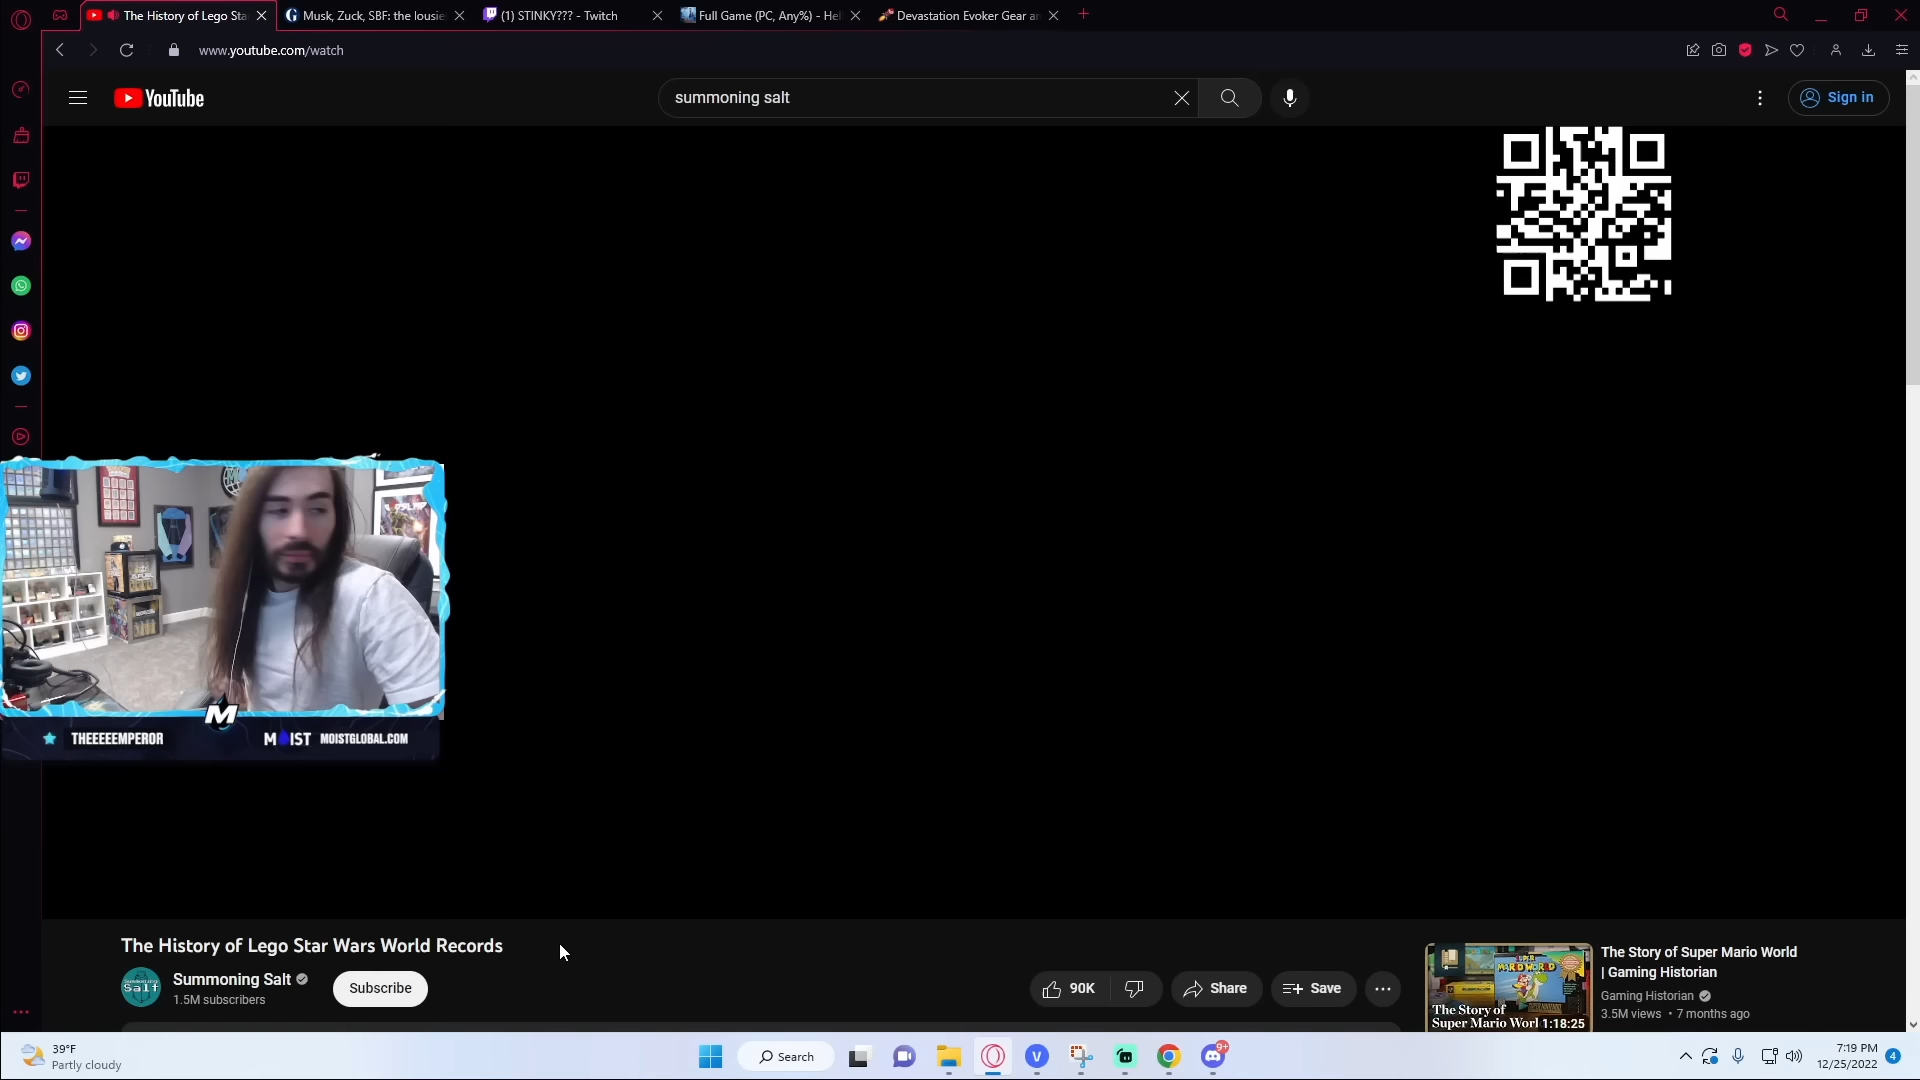 The History of Lego Sta
Musk, Zuck, SBF: the lousie
(1) STINKY??? - Twitch
Full Game (PC, Any%) - Hel
Devastation Evoker Gear an
www.youtube.com/watch
YouTube
summoning salt
Sign in
THEEEEEMPEROR
M
MOIST
MOISTGLOBAL.COM
The History of Lego Star Wars World Records
Summoning Salt
1.5M subscribers
Subscribe
90K
Share
Save
The Story of
Super Mario Worl
1:18:25
The Story of Super Mario World
| Gaming Historian
Gaming Historian
3.5M views • 7 months ago
39°F
Partly cloudy
Search
V
9+
7:19 PM
12/25/2022
4